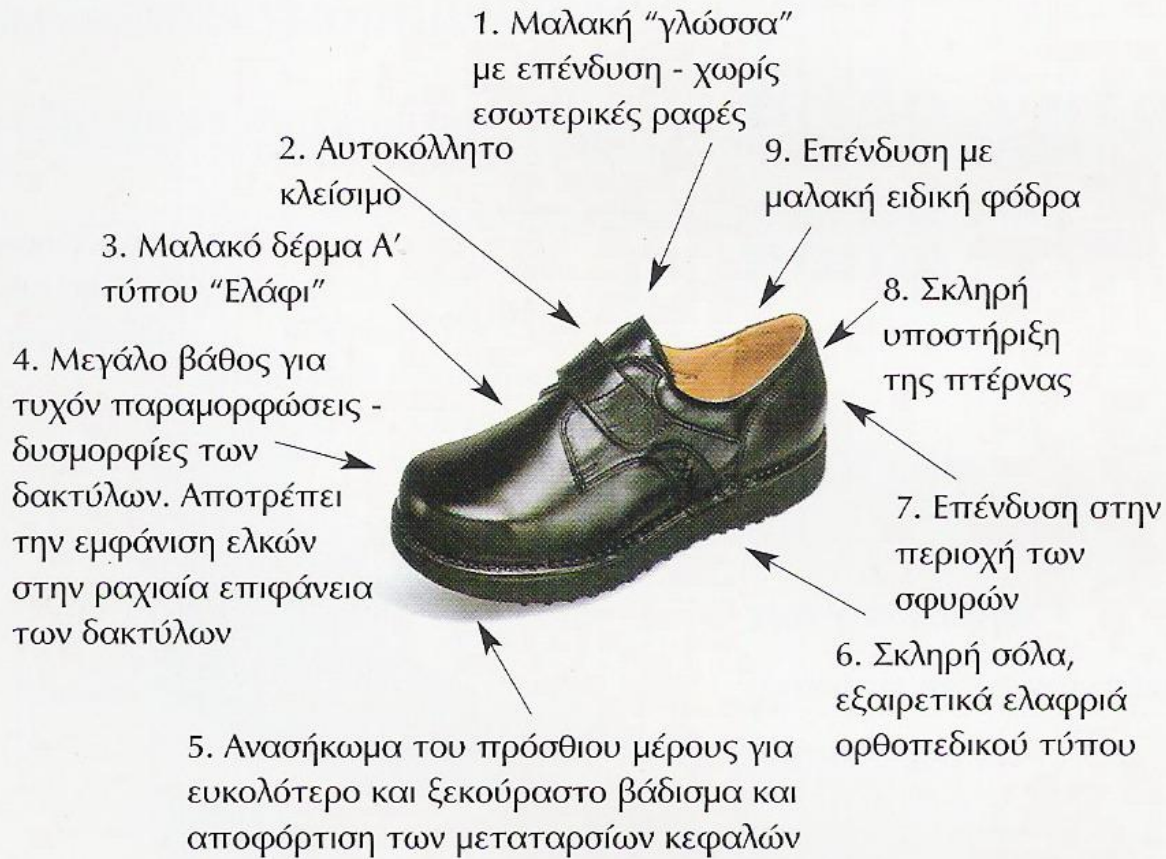 1. Μαλακή “γλώσσα”
με επένδυση - χωρίς
εσωτερικές ραφές
2. Αυτοκόλλητο
κλείσιμο
3. Μαλακό δέρμα Α’
τύπου “Ελάφι”
4. Μεγάλο βάθος για
τυχόν παραμορφώσεις -
δυσμορφίες των
δακτύλων. Αποτρέπει
την εμφάνιση ελκών
στην ραχιαία επιφάνεια
των δακτύλων
5. Ανασήκωμα του πρόσθιου μέρους για
ευκολότερο και ξεκούραστο βάδισμα και
αποφόρτιση των μεταταρσίων κεφαλών
6. Σκληρή σόλα,
εξαιρετικά ελαφριά
ορθοπεδικού τύπου
7. Επένδυση στην
περιοχή των
σφυρών
8. Σκληρή
υποστήριξη
της πτέρνας
9. Επένδυση με
μαλακή ειδική φόδρα